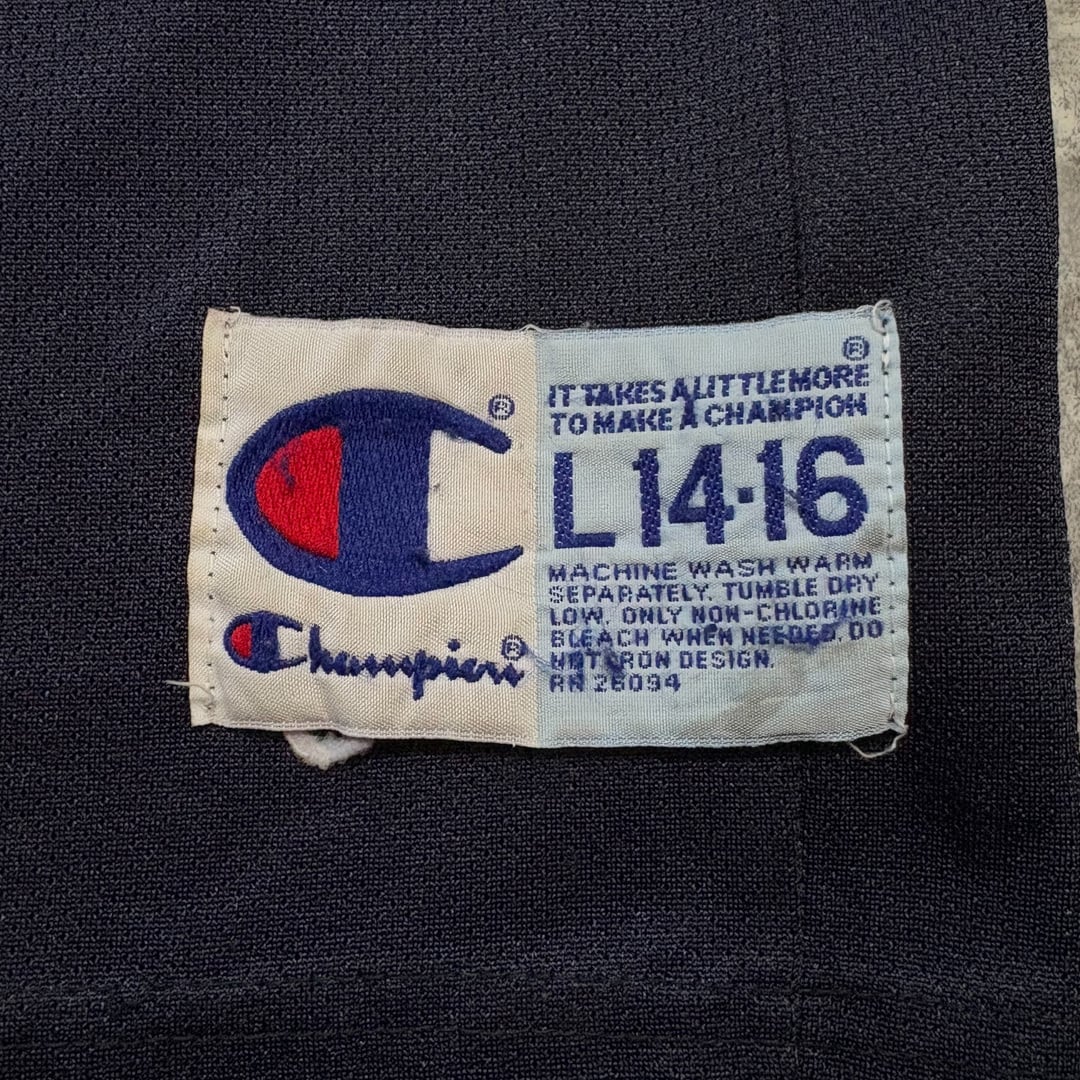 ®
Champion®
®
IT TAKES A LITTLE MORE
TO MAKE A CHAMPION
L 14-16
MACHINE WASH WARM
SEPARATELY. TUMBLE DRY
LOW. ONLY NON-CHLORINE
BLEACH WHEN NEEDED. DO
NOT IRON DESIGN.
RN 26094